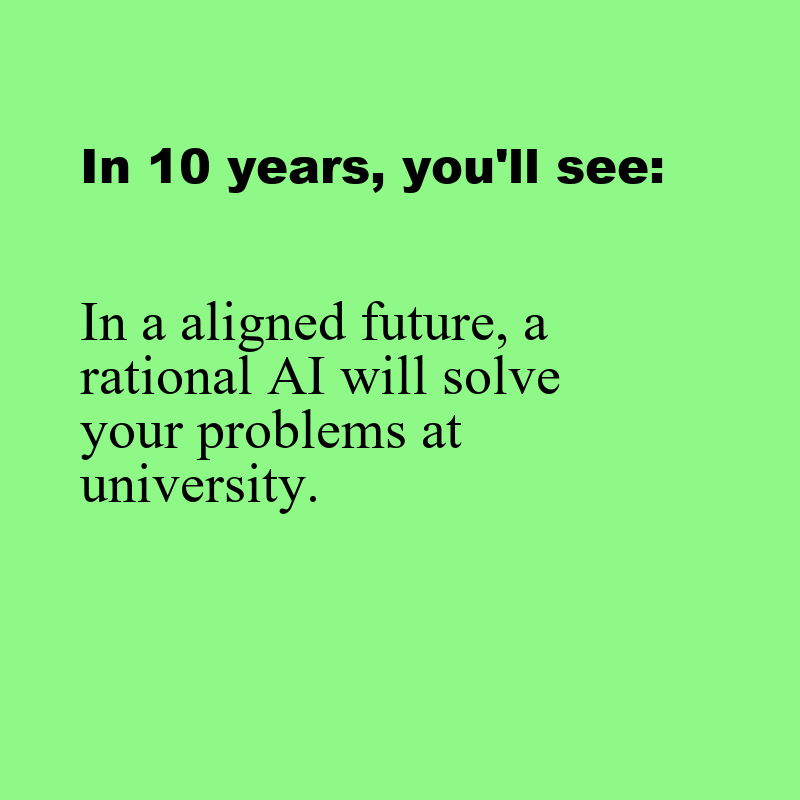 In 10 years, you'll see:
In a aligned future, a
rational AI will solve
your problems at
university.